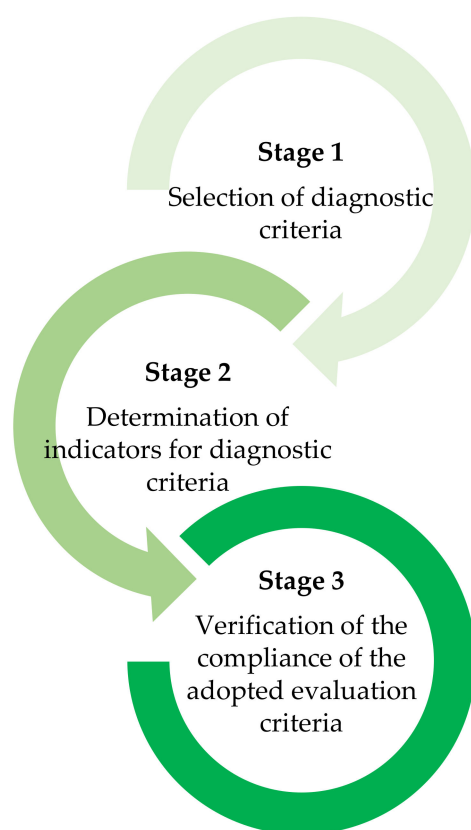 Stage 1
Selection of diagnostic
criteria
Stage 2
Determination of
indicators for diagnostic
criteria
Stage 3
Verification of the
compliance of the
adopted evaluation
criteria